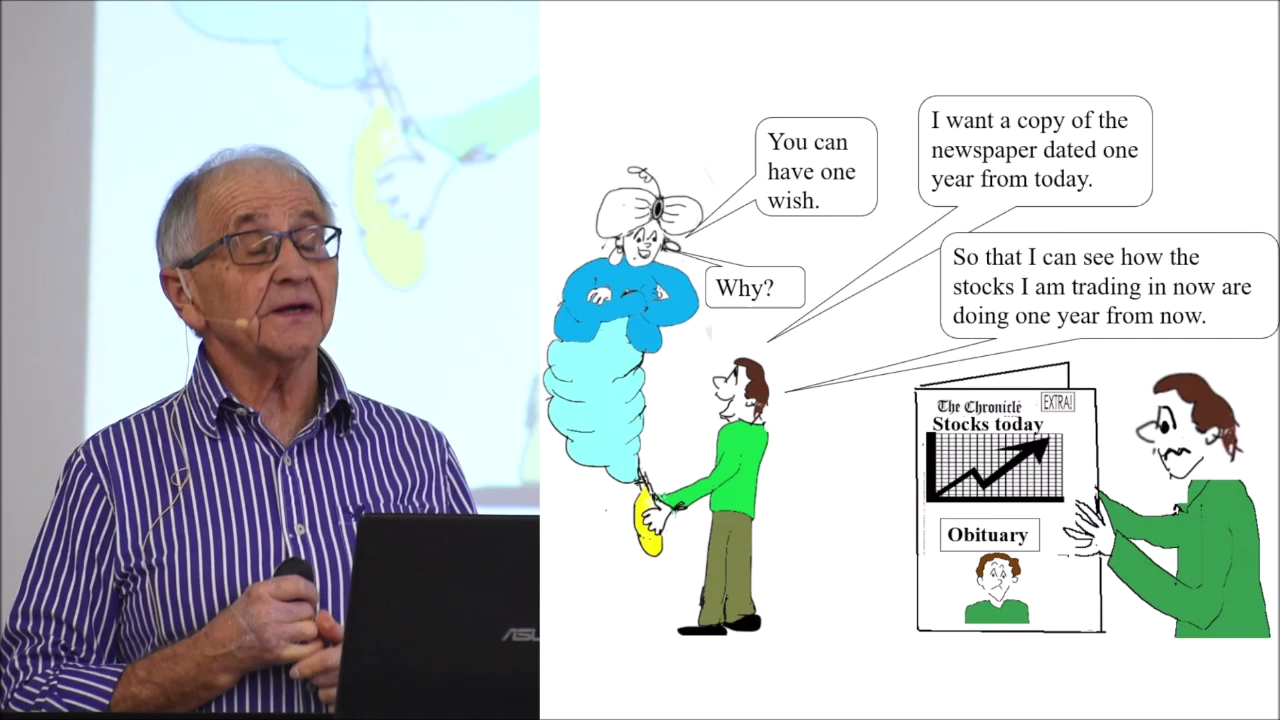 You can
have one
wish.
I want a copy of the
newspaper dated one
year from today.
Why?
So that I can see how the
stocks I am trading in now are
doing one year from now.
The Chronicle
EXTRA!
Stocks today
Obituary